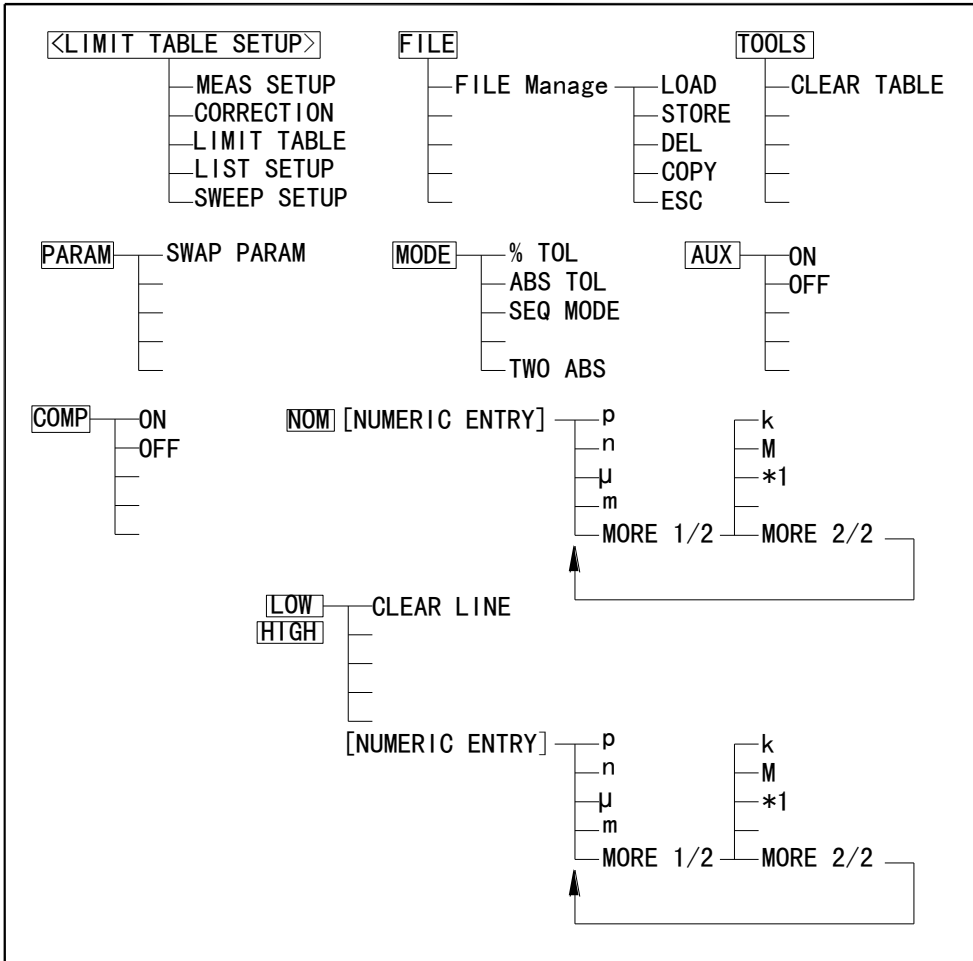 <LIMIT TABLE SETUP> FILE TOOLS
MEAS SETUP FILE Manage LOAD CLEAR TABLE
CORRECTION STORE
LIMIT TABLE DEL
LIST SETUP COPY
SWEEP SETUP ESC
PARAM SWAP PARAM MODE % TOL AUX ON
ABS TOL OFF
SEQ MODE
TWO ABS
COMP ON NOM [NUMERIC ENTRY] p k
OFF n M
μ *1
m
MORE 1/2 MORE 2/2
LOW CLEAR LINE
HIGH
[NUMERIC ENTRY] p k
n M
μ *1
m
MORE 1/2 MORE 2/2